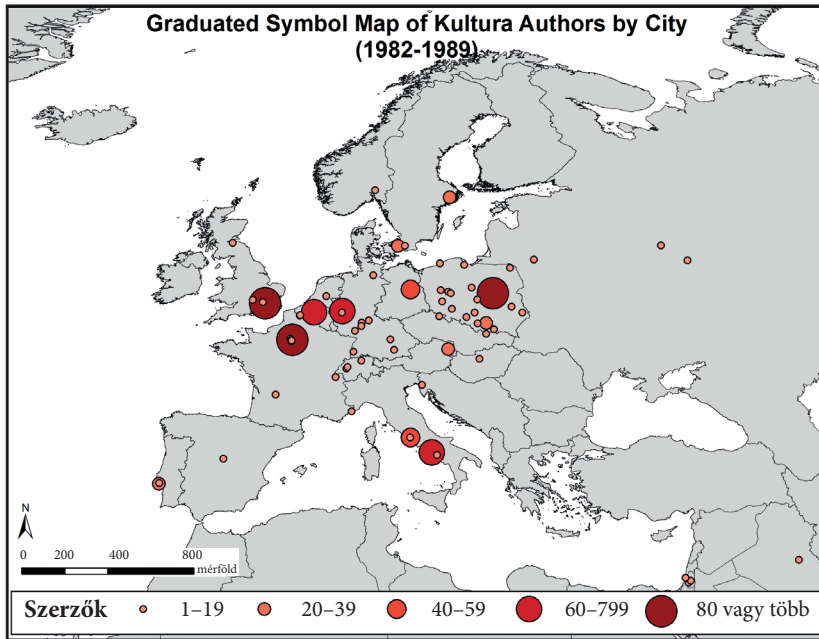 Graduated Symbol Map of Kultura Authors by City
(1982-1989)
N
0 200 400 800
mérföld
Szerzők 1–19 20–39 40–59 60–799 80 vagy több